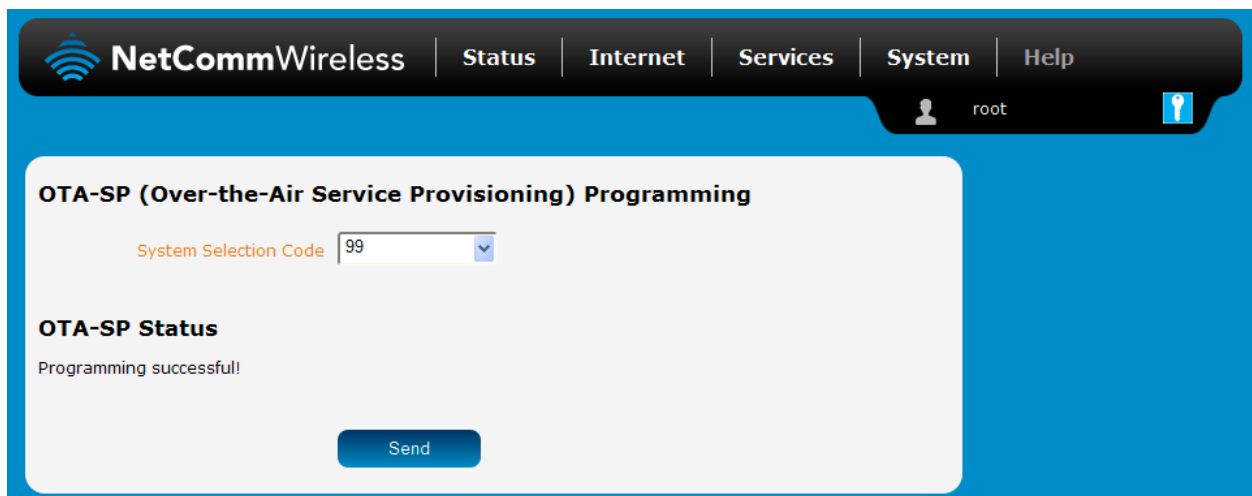 NetCommWireless Status Internet Services System Help
root
OTA-SP (Over-the-Air Service Provisioning) Programming
System Selection Code 99
OTA-SP Status
Programming successful!
Send